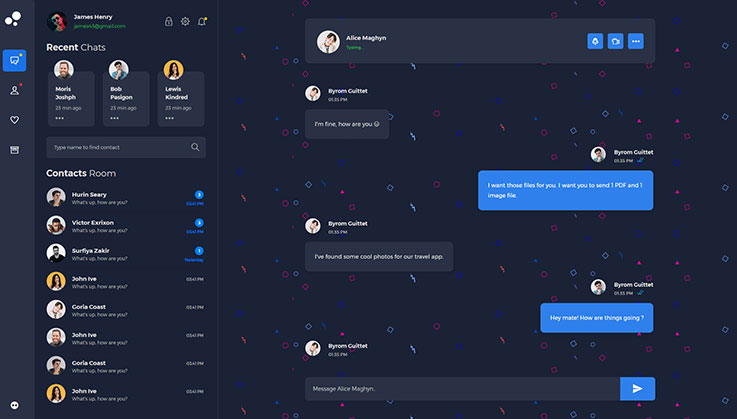 James Henry
james43@gmail.com
Recent Chats
Moris
Joshph
23 min ago
Bob
Pasigon
23 min ago
Lewis
Kindred
23 min ago
Type name to find contact
Contacts Room
Hurin Seary
What's up, how are you?
3
03:41 PM
Victor Exrixon
What's up, how are you?
3
03:41 PM
Surfiya Zakir
What's up, how are you?
1
Yesterday
John Ive
What's up, how are you?
03:41 PM
Goria Coast
What's up, how are you?
03:41 PM
John Ive
What's up, how are you?
03:41 PM
Goria Coast
What's up, how are you?
03:41 PM
John Ive
What's up, how are you?
03:41 PM
Alice Maghyn
Typing...
Byrom Guittet
01:35 PM
I'm fine, how are you
Byrom Guittet
01:35 PM
I want those files for you. I want you to send 1 PDF and 1
image file.
Byrom Guittet
01:35 PM
I've found some cool photos for our travel app.
Byrom Guittet
01:35 PM
Hey mate! How are things going ?
Byrom Guittet
01:35 PM
Message Alice Maghyn..